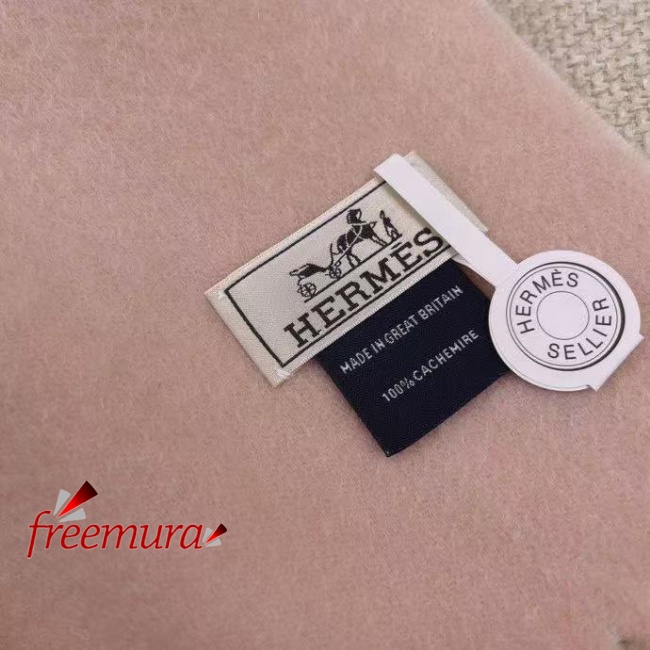 HERMÈS
MADE IN GREAT BRITAIN
100% CACHEMIRE
HERMÈS
SELLIER
freemura